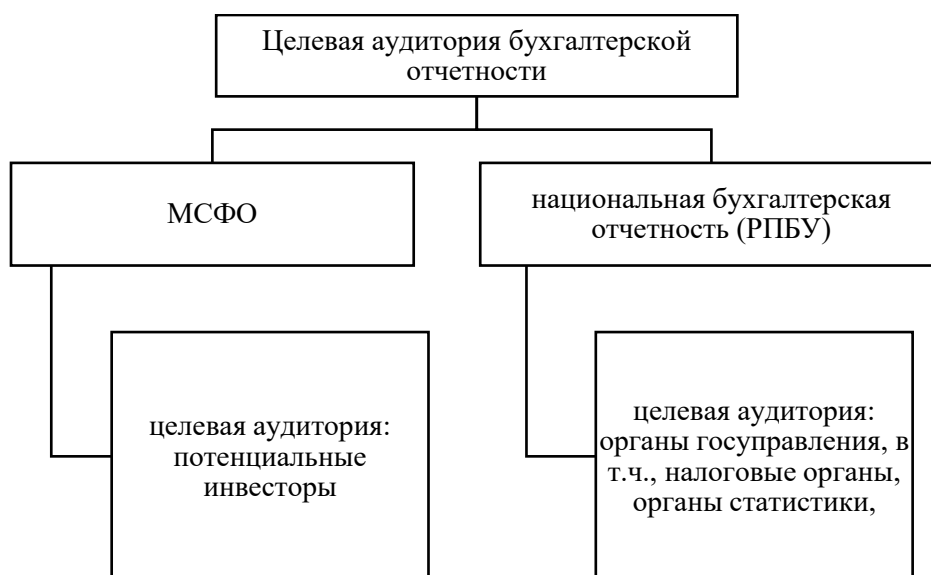 Целевая аудитория бухгалтерской
отчетности
МСФО
национальная бухгалтерская
отчетность (РПБУ)
целевая аудитория:
потенциальные
инвесторы
целевая аудитория:
органы госуправления, в
т.ч., налоговые органы,
органы статистики,